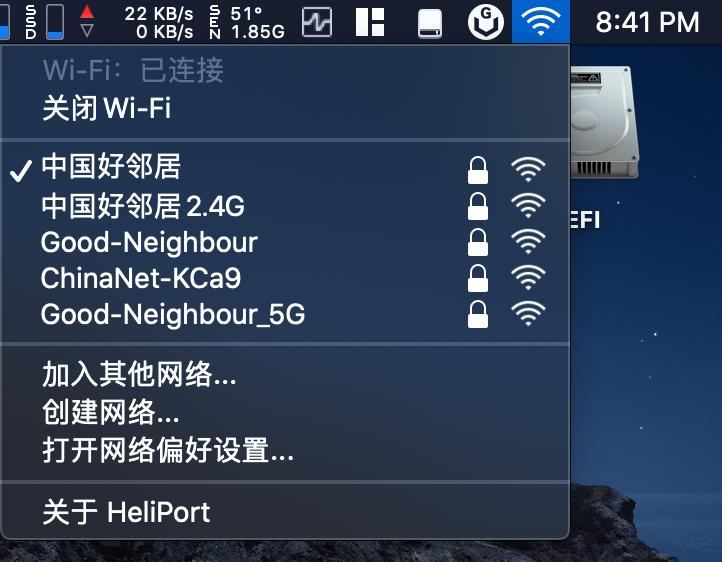 SSD
22 KB/s
0 KB/s
SEN
51°
1.85G
G
8:41 PM
Wi-Fi：已连接
关闭 Wi-Fi
中国好邻居
中国好邻居 2.4G
Good-Neighbour
ChinaNet-KCa9
Good-Neighbour_5G
EFI
加入其他网络...
创建网络...
打开网络偏好设置...
关于 HeliPort